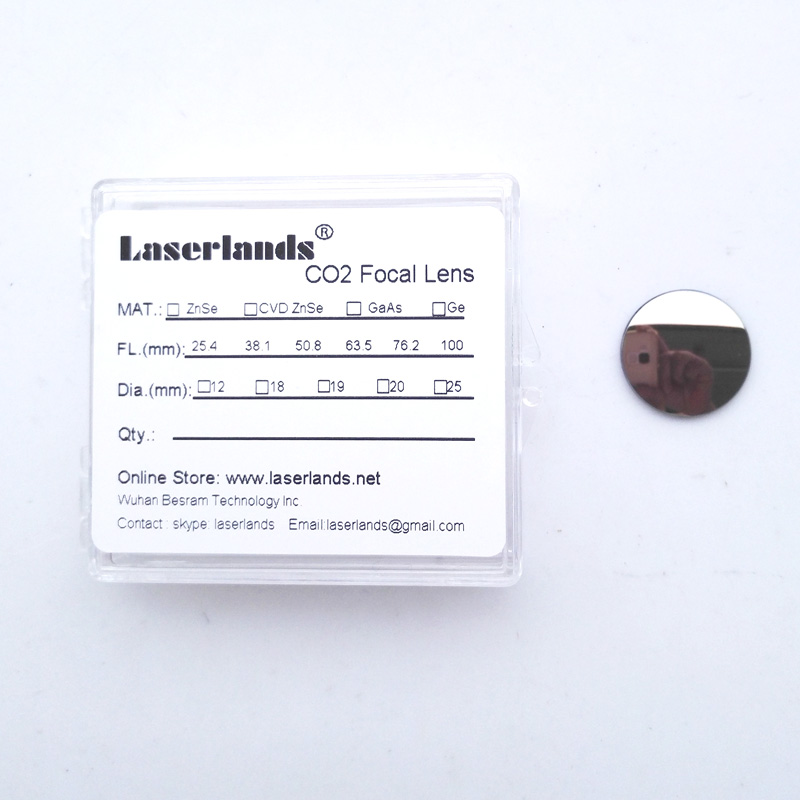 Laserlands®
CO2 Focal Lens
MAT.: □ ZnSe □CVD ZnSe □ GaAs □Ge
FL.(mm): 25.4 38.1 50.8 63.5 76.2 100
Dia.(mm): □12 □18 □19 □20 □25
Qty.:
Online Store: www.laserlands.net
Wuhan Besram Technology Inc
Contact : skype: laserlands Email:laserlands@gmail.com